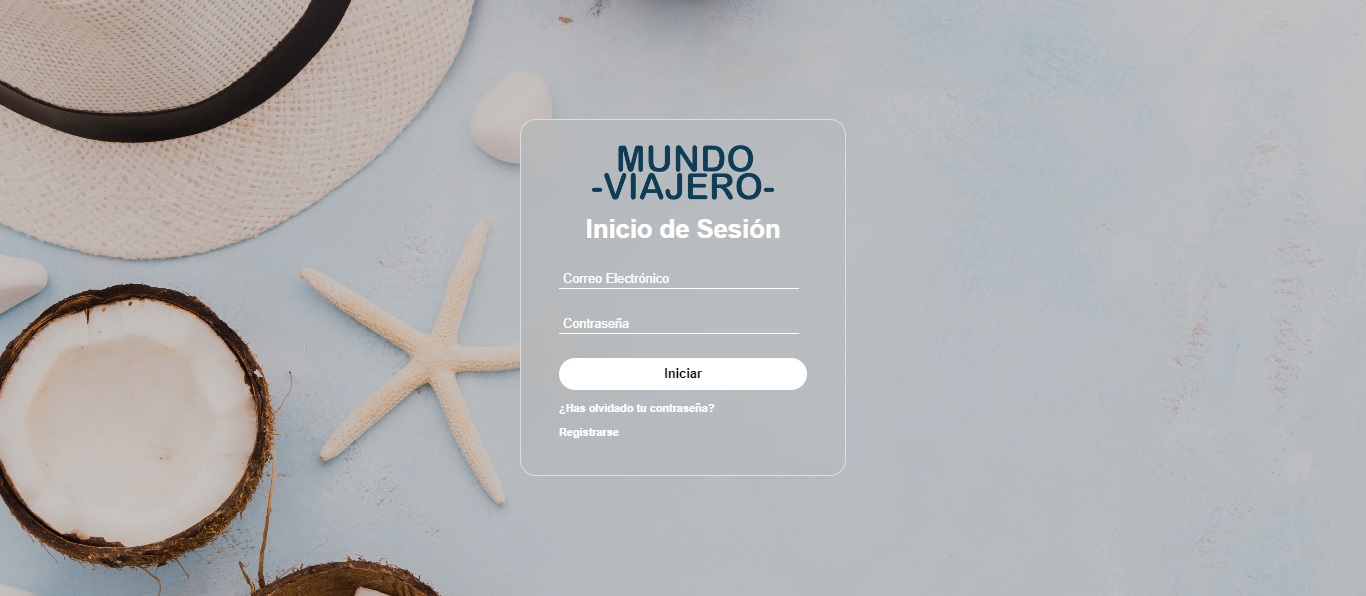 MUNDO
-VIAJERO-
Inicio de Sesión
Correo Electrónico
Contraseña
Iniciar
¿Has olvidado tu contraseña?
Registrarse